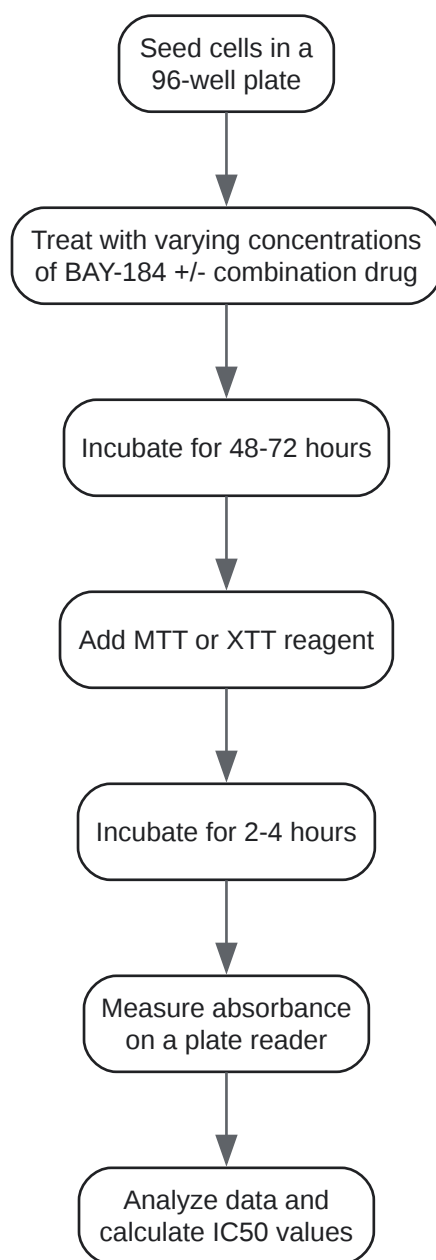 Seed cells in a
96-well plate
Treat with varying concentrations
of BAY-184 +/- combination drug
Incubate for 48-72 hours
Add MTT or XTT reagent
Incubate for 2-4 hours
Measure absorbance
on a plate reader
Analyze data and
calculate IC50 values